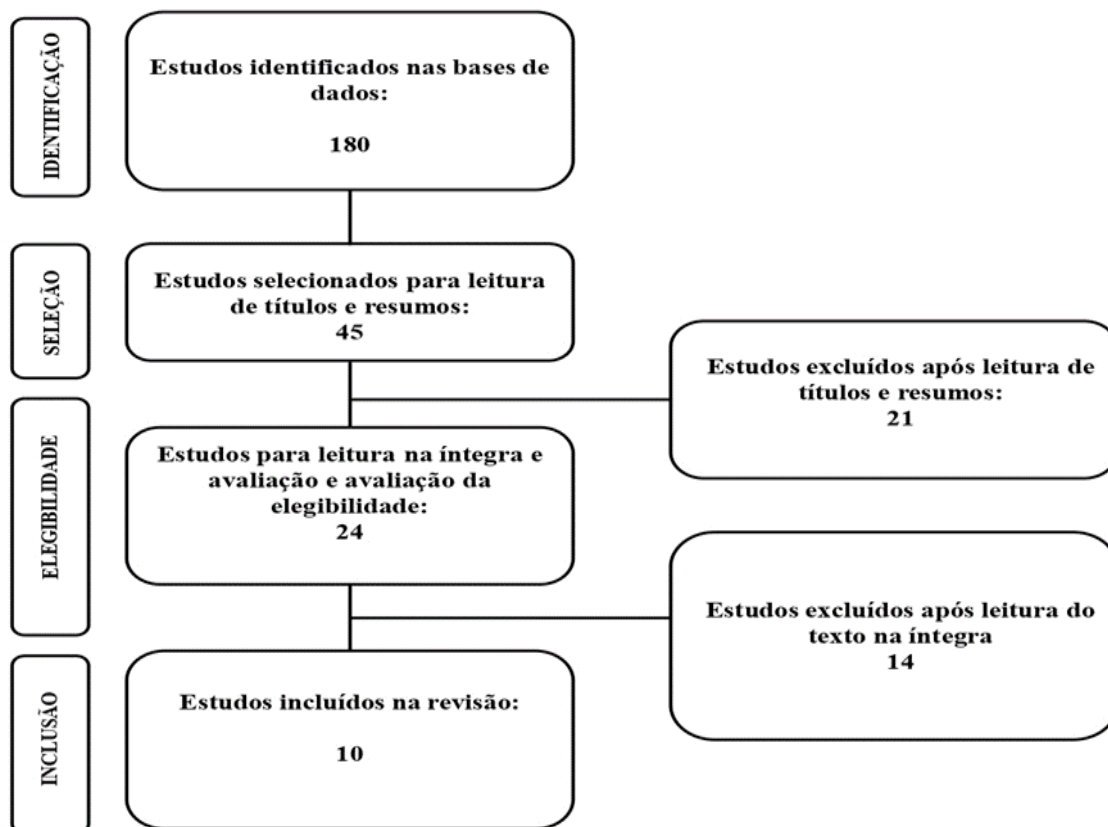 IDENTIFICAÇÃO
Estudos identificados nas bases de
dados:
180
SELEÇÃO
Estudos selecionados para leitura
de títulos e resumos:
45
Estudos excluídos após leitura de
títulos e resumos:
21
ELEGIBILIDADE
Estudos para leitura na íntegra e
avaliação e avaliação da
elegibilidade:
24
Estudos excluídos após leitura do
texto na íntegra
14
INCLUSÃO
Estudos incluídos na revisão:
10